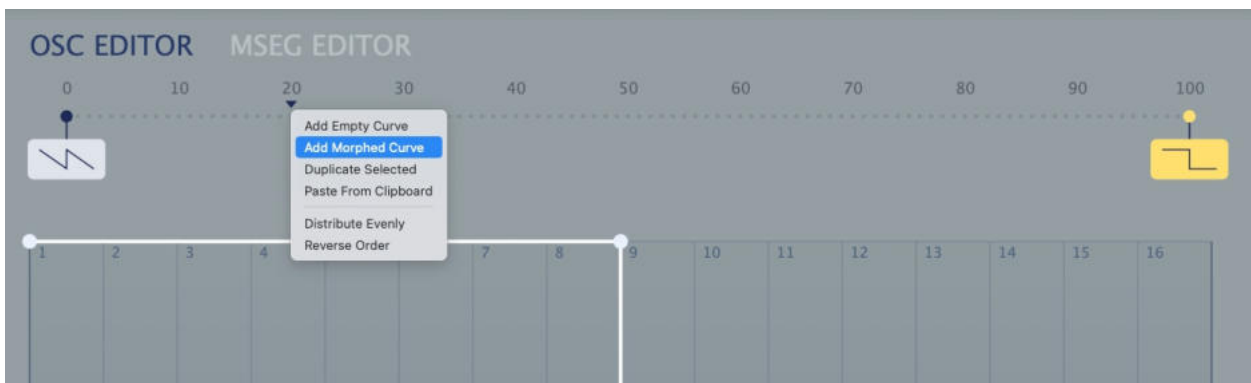 OSC EDITOR MSEG EDITOR
0 10 20 30 40 50 60 70 80 90 100
Add Empty Curve
Add Morphed Curve
Duplicate Selected
Paste From Clipboard
Distribute Evenly
Reverse Order
1 2 3 4 7 8 9 10 11 12 13 14 15 16